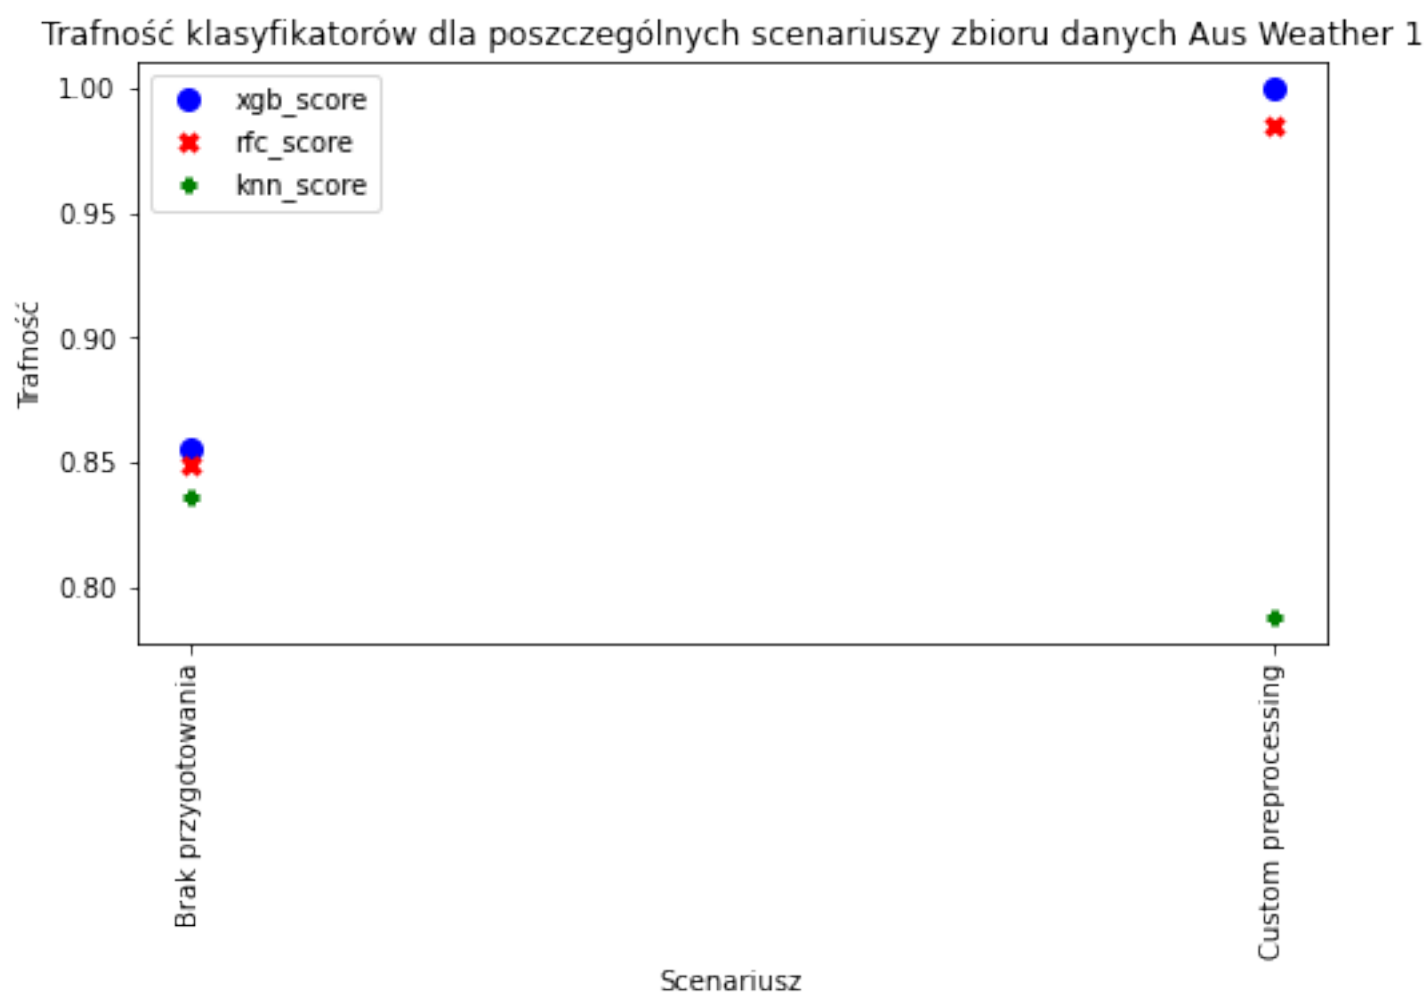 Trafność klasyfikatorów dla poszczególnych scenariuszy zbioru danych Aus Weather 1
1.00
0.95
0.90
0.85
0.80
Trafność
xgb_score
rfc_score
knn_score
Brak przygotowania
Custom preprocessing
Scenariusz